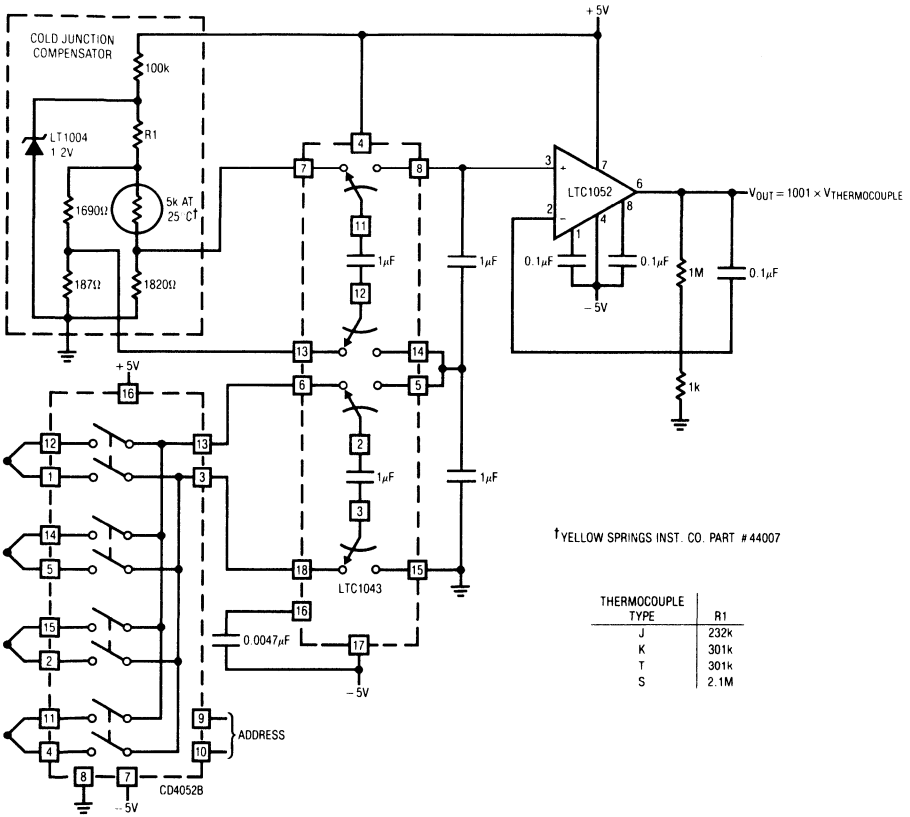 +5V
COLD JUNCTION
COMPENSATOR
100k
LT1004
1 2V
R1
4
7
8
3
+
7
LTC1052
6
VOUT = 1001 × VTHERMOCOUPLE
2
−
1
4
8
5k AT
25°C†
1690Ω
11
1µF
1µF
0.1µF
0.1µF
−5V
1M
0.1µF
187Ω
1820Ω
12
13
14
+5V
16
6
5
1k
12
13
2
1
3
1µF
1µF
3
14
5
18
15
LTC1043
†YELLOW SPRINGS INST. CO. PART #44007
16
15
0.0047µF
17
2
−5V
THERMOCOUPLE
TYPE R1
J 232k
K 301k
T 301k
S 2.1M
11
9
4
10
ADDRESS
8
7
CD4052B
−5V